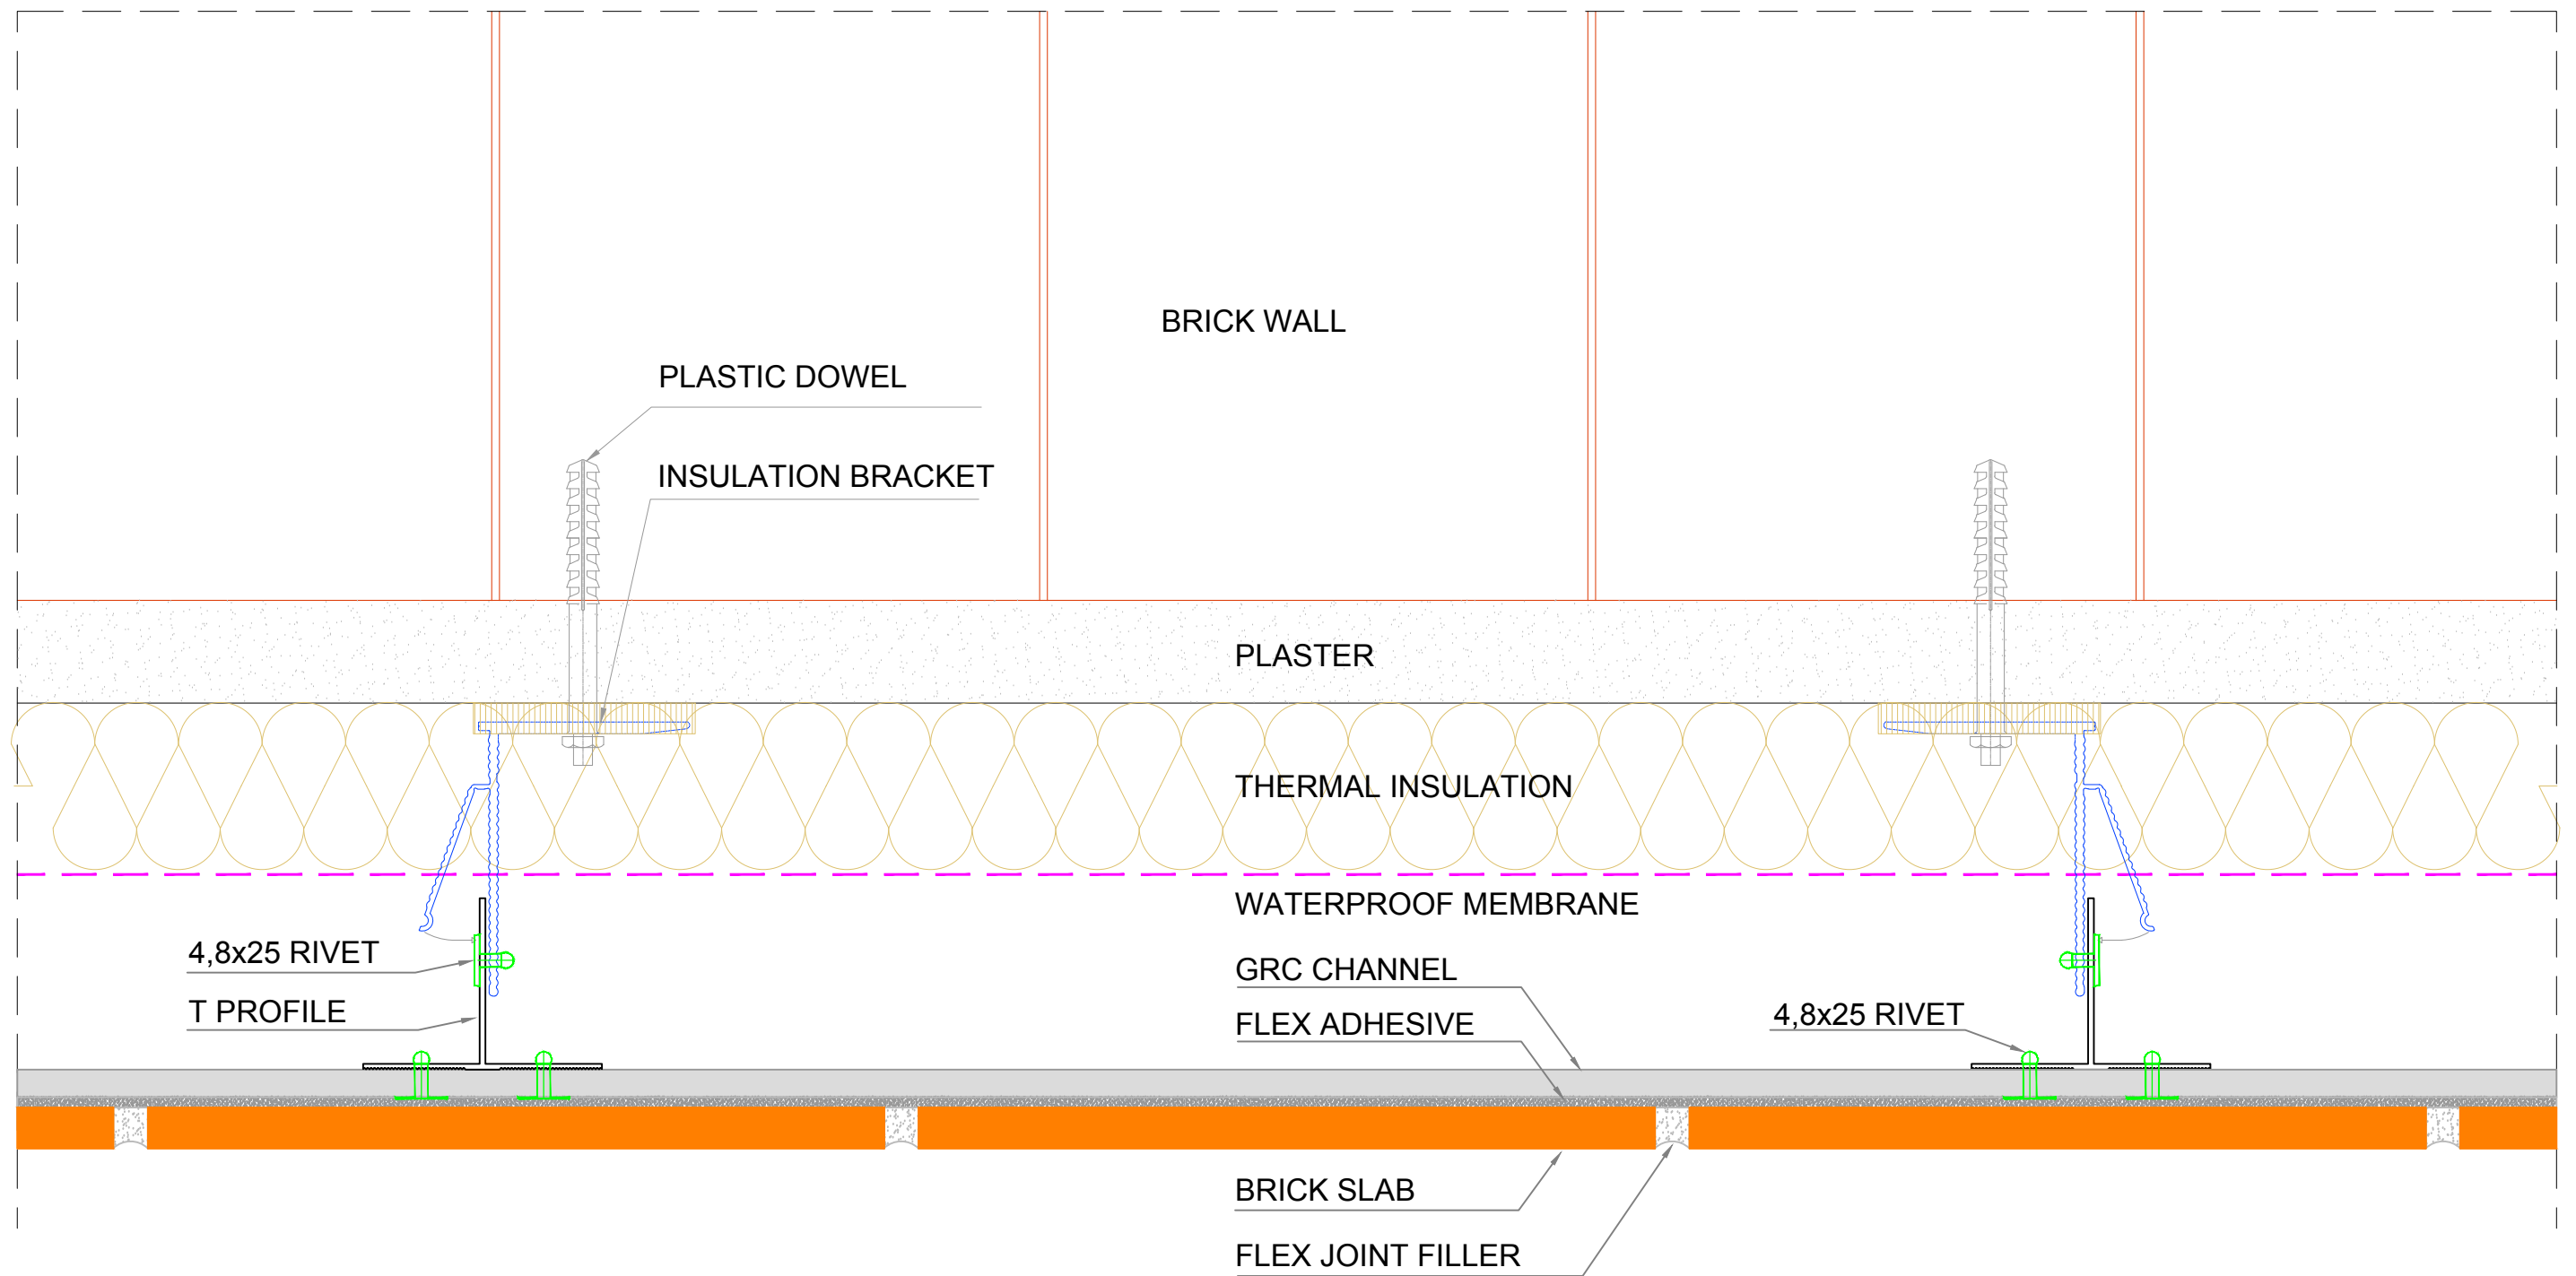 BRICK WALL
PLASTIC DOWEL
INSULATION BRACKET
PLASTER
THERMAL INSULATION
WATERPROOF MEMBRANE
4,8x25 RIVET
GRC CHANNEL
T PROFILE
FLEX ADHESIVE
4,8x25 RIVET
BRICK SLAB
FLEX JOINT FILLER